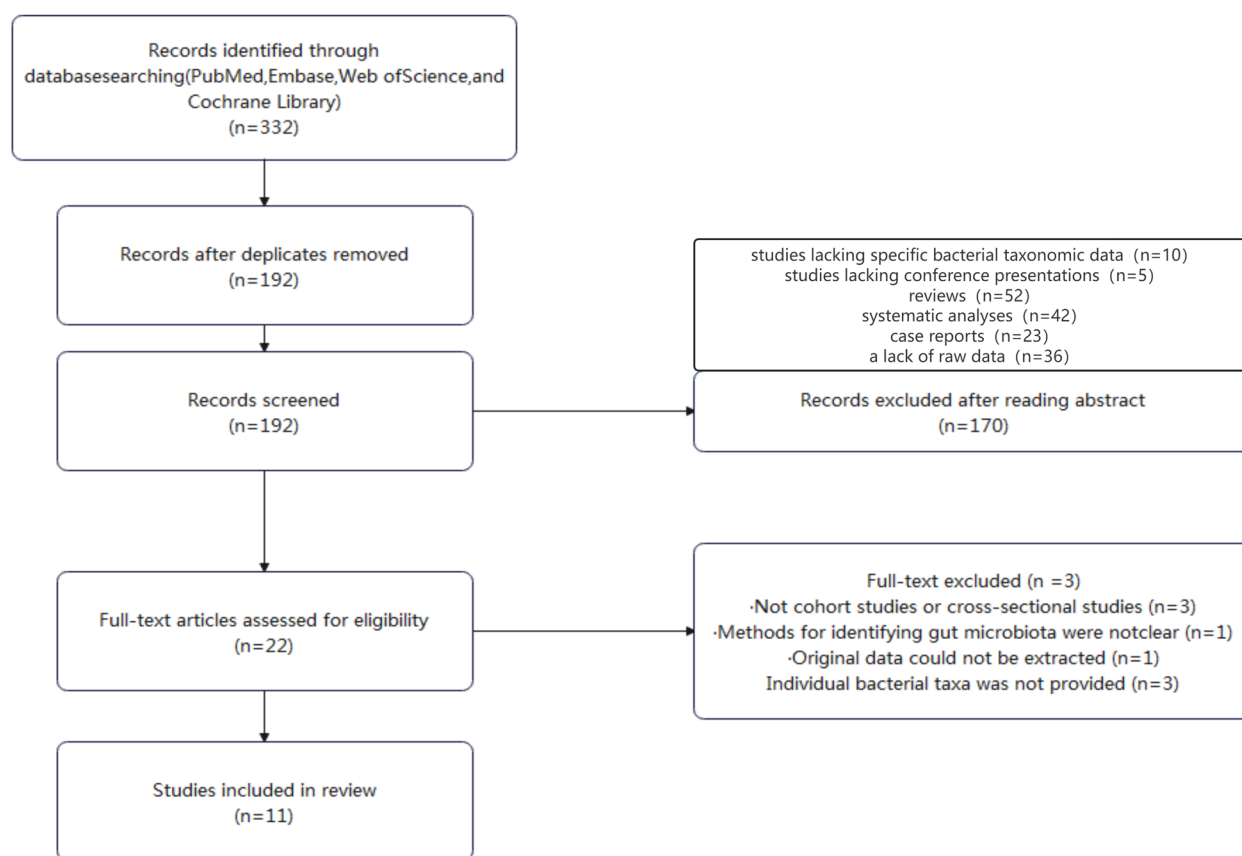 Records identified through
databasesearching(PubMed,Embase,Web ofScience,and
Cochrane Library)
(n=332)
Records after deplicates removed
(n=192)
studies lacking specific bacterial taxonomic data (n=10)
studies lacking conference presentations (n=5)
reviews (n=52)
systematic analyses (n=42)
case reports (n=23)
a lack of raw data (n=36)
Records screened
(n=192)
Records excluded after reading abstract
(n=170)
Full-text articles assessed for eligibility
(n=22)
Full-text excluded (n =3)
·Not cohort studies or cross-sectional studies (n=3)
·Methods for identifying gut microbiota were notclear (n=1)
·Original data could not be extracted (n=1)
Individual bacterial taxa was not provided (n=3)
Studies included in review
(n=11)